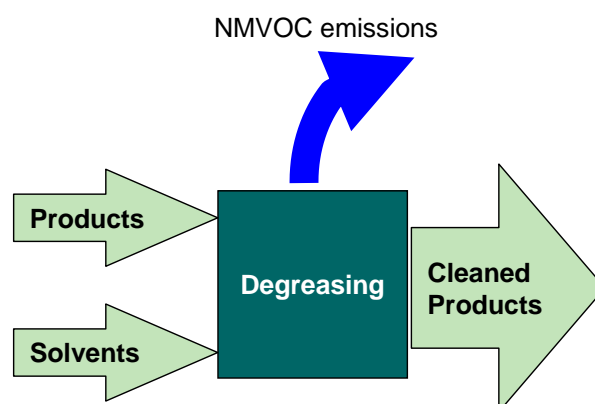 NMVOC emissions
Products
Degreasing
Cleaned
Products
Solvents